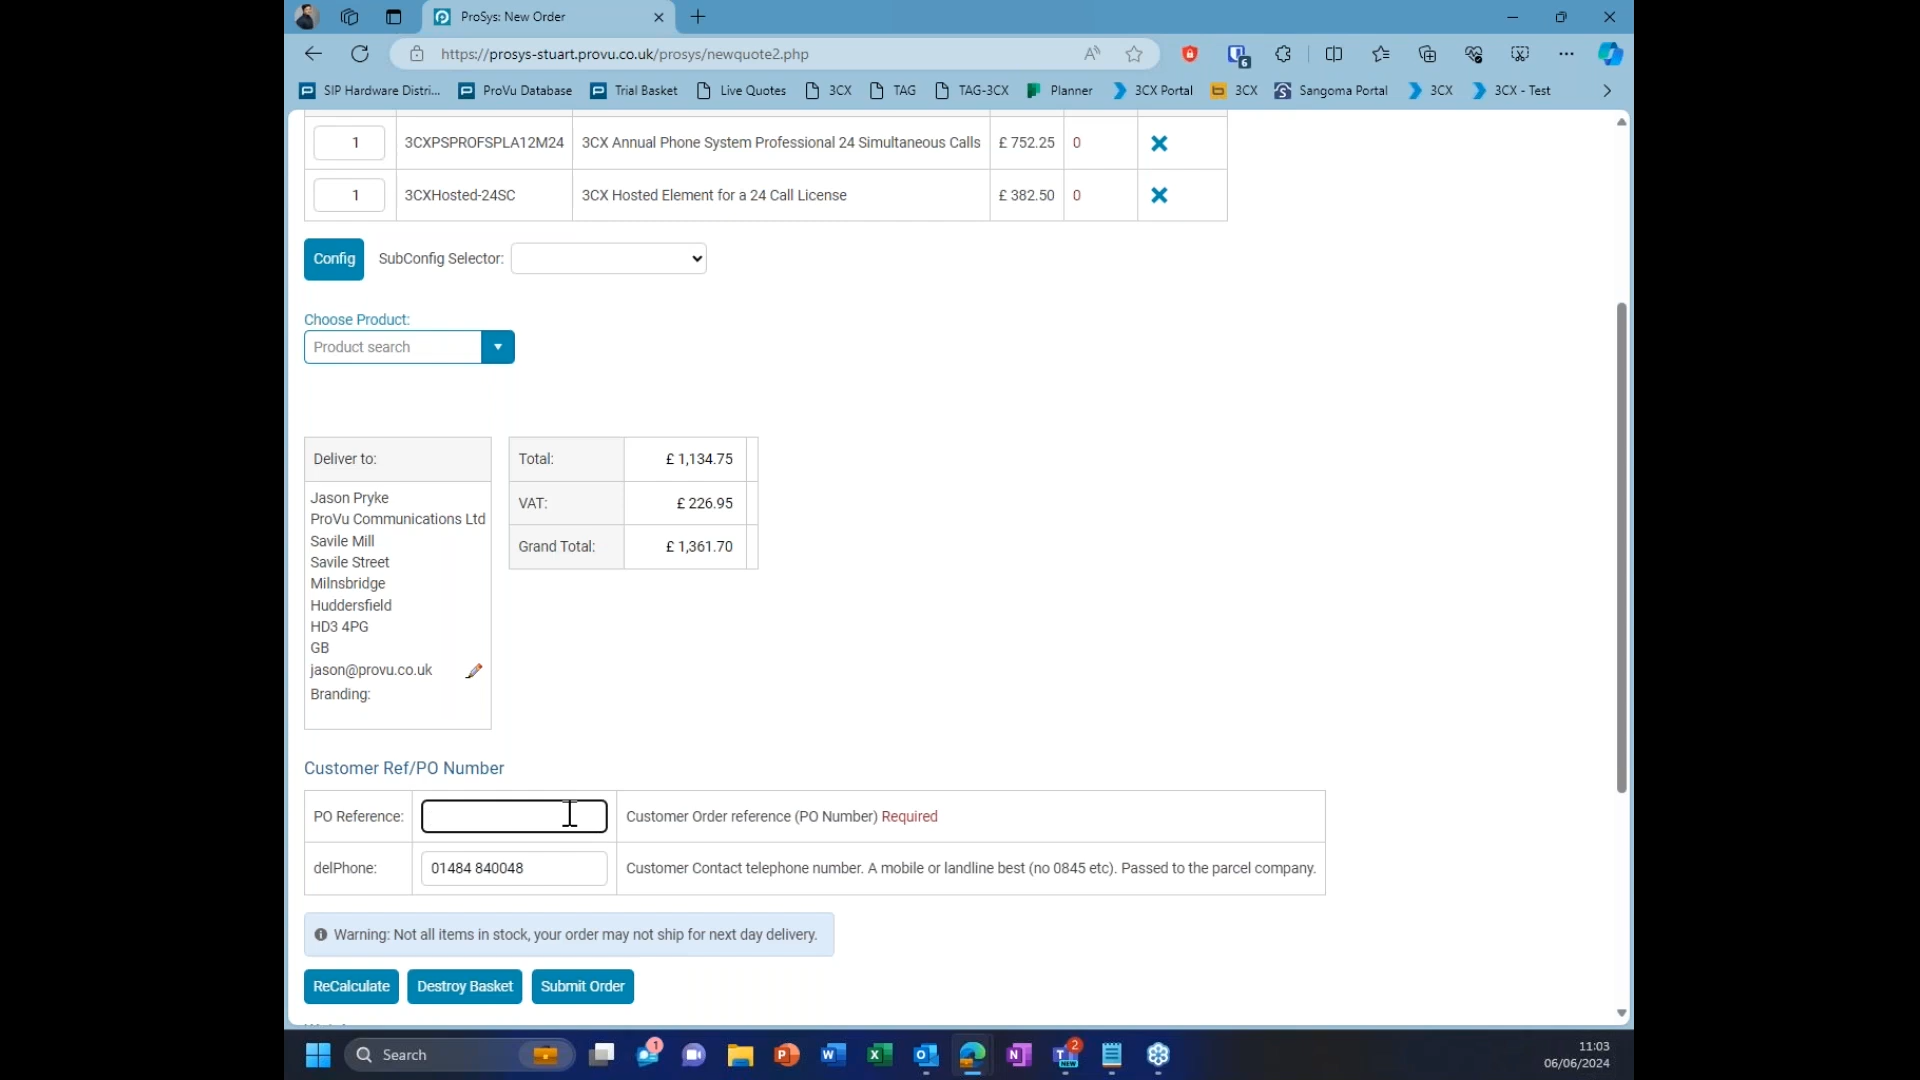 ProSys: New Order
https://prosys-stuart.provu.co.uk/prosys/newquote2.php
6
SIP Hardware Distri... ProVu Database Trial Basket Live Quotes 3CX TAG TAG-3CX Planner 3CX Portal 3CX Sangoma Portal 3CX 3CX - Test
1 3CXPSPROFSPLA12M24 3CX Annual Phone System Professional 24 Simultaneous Calls £ 752.25 0
1 3CXHosted-24SC 3CX Hosted Element for a 24 Call License £ 382.50 0
Config SubConfig Selector:
Choose Product:
Product search
Deliver to:
Jason Pryke
ProVu Communications Ltd
Savile Mill
Savile Street
Milnsbridge
Huddersfield
HD3 4PG
GB
jason@provu.co.uk
Branding:
Total: £ 1,134.75
VAT: £ 226.95
Grand Total: £ 1,361.70
Customer Ref/PO Number
PO Reference: Customer Order reference (PO Number) Required
delPhone: 01484 840048 Customer Contact telephone number. A mobile or landline best (no 0845 etc). Passed to the parcel company.
Warning: Not all items in stock, your order may not ship for next day delivery.
ReCalculate Destroy Basket Submit Order
Search
1
2
11:03
06/06/2024